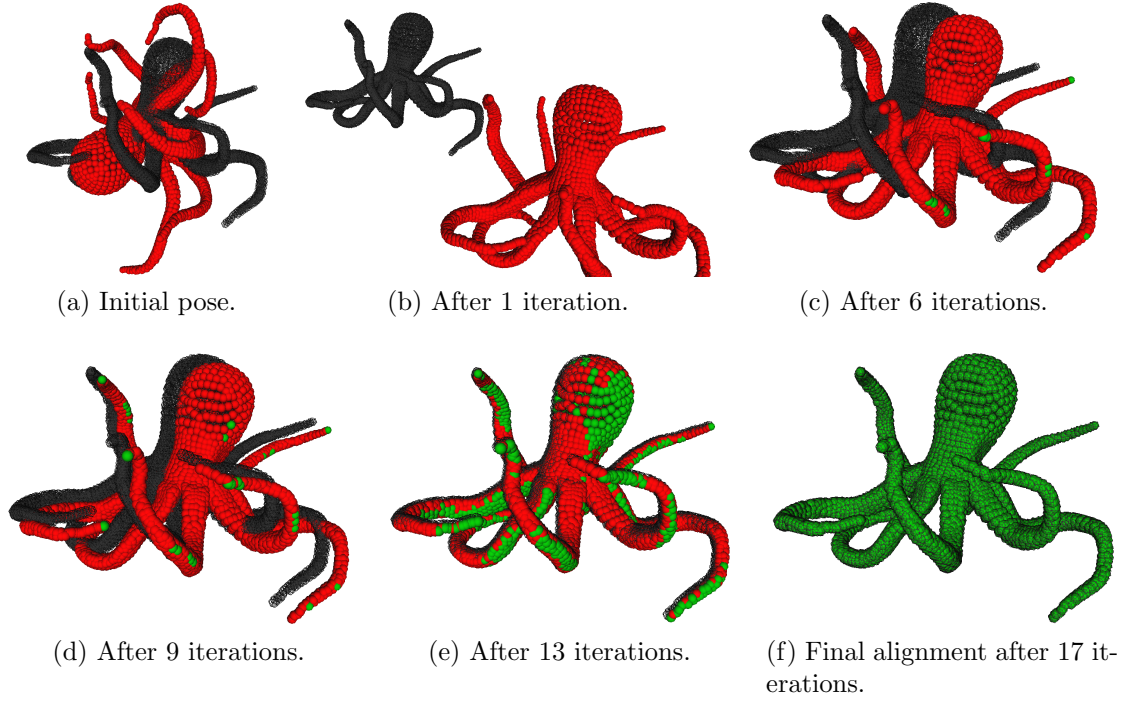 (a) Initial pose.
(b) After 1 iteration.
(c) After 6 iterations.
(d) After 9 iterations.
(e) After 13 iterations.
(f) Final alignment after 17 it-
erations.